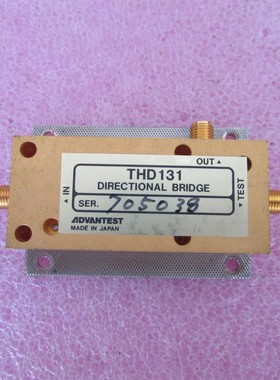 OUT ▲
THD131
DIRECTIONAL BRIDGE
▲ IN
TEST ▼
SER. 705038
ADVANTEST
MADE IN JAPAN